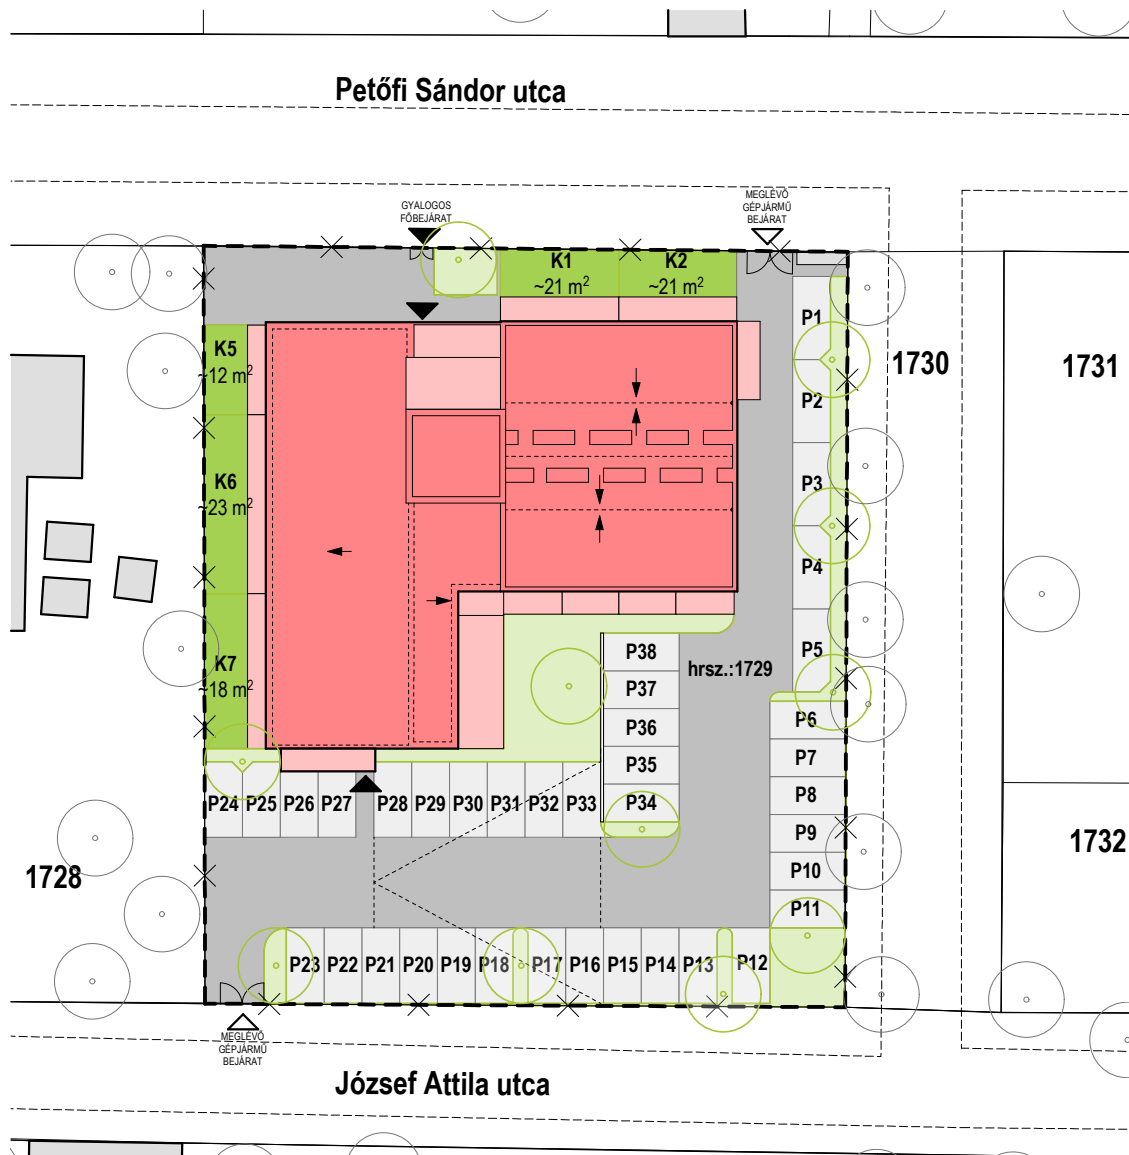 Petőfi Sándor utca
GYALOGOS
FŐBEJÁRAT
MEGLÉVŐ
GÉPJÁRMŰ
BEJÁRAT
K1
~21 m²
K2
~21 m²
K5
~12 m²
K6
~23 m²
K7
~18 m²
P1
P2
P3
P4
P5
1730
1731
hrsz.:1729
P38
P37
P36
P35
P34
P6
P7
P8
P9
P10
P11
P24
P25
P26
P27
P28
P29
P30
P31
P32
P33
1728
1732
P23
P22
P21
P20
P19
P18
P17
P16
P15
P14
P13
P12
MEGLÉVŐ
GÉPJÁRMŰ
BEJÁRAT
József Attila utca